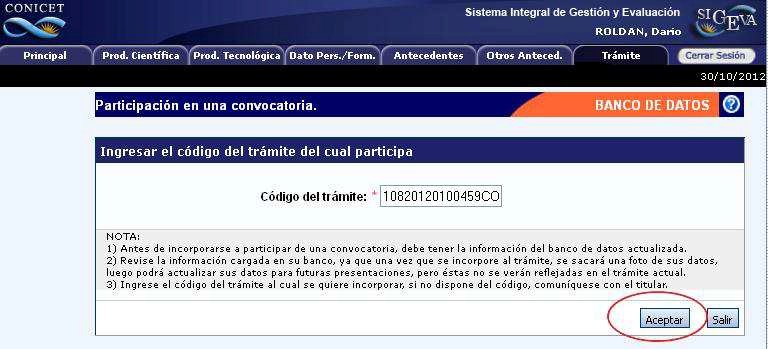 CONICET
Sistema Integral de Gestión y Evaluación
SIGEVA
ROLDAN, Dario
Principal
Prod. Científica
Prod. Tecnológica
Dato Pers./Form.
Antecedentes
Otros Anteced.
Trámite
Cerrar Sesión
30/10/2012
Participación en una convocatoria.
BANCO DE DATOS ?
Ingresar el código del trámite del cual participa
Código del trámite: * 10820120100459CO
NOTA:
1) Antes de incorporarse a participar de una convocatoria, debe tener la información del banco de datos actualizada.
2) Revise la información cargada en su banco, ya que una vez que se incorpore al trámite, se sacará una foto de sus datos,
luego podrá actualizar sus datos para futuras presentaciones, pero éstas no se verán reflejadas en el trámite actual.
3) Ingrese el código del trámite al cual se quiere incorporar, si no dispone del código, comuníquese con el titular.
Aceptar
Salir